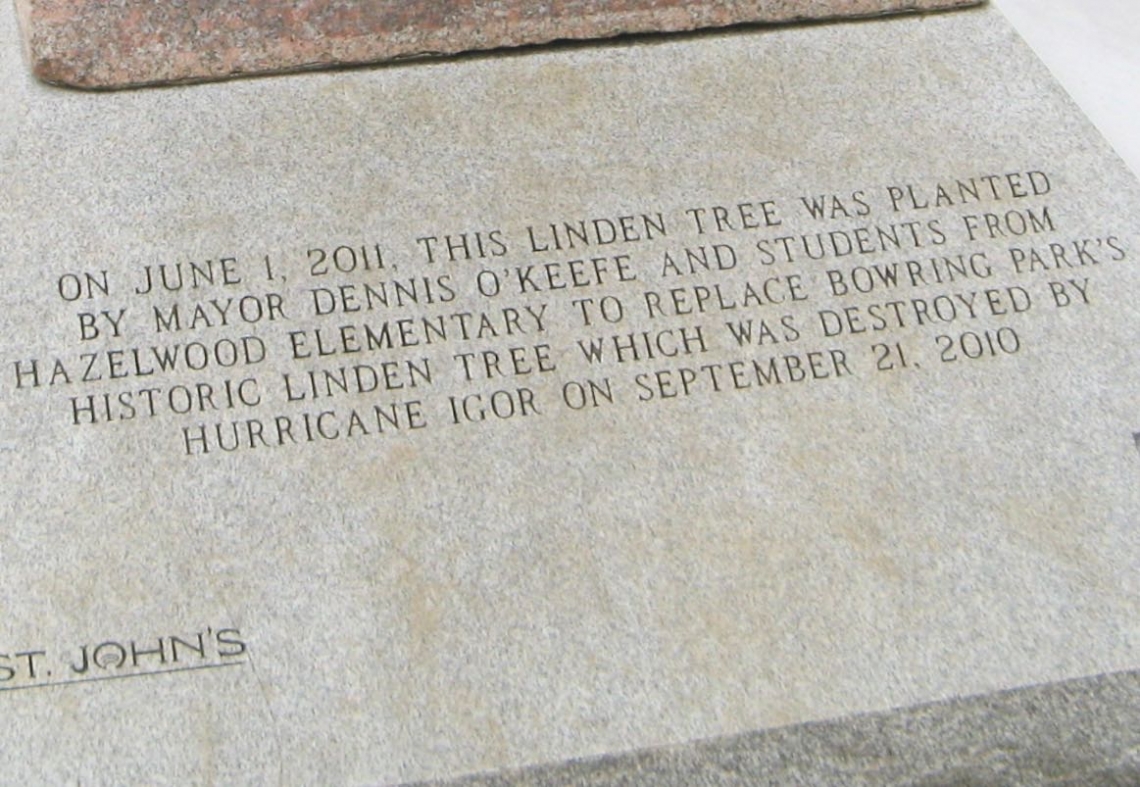 ON JUNE 1, 2011, THIS LINDEN TREE WAS PLANTED
BY MAYOR DENNIS O'KEEFE AND STUDENTS FROM
HAZELWOOD ELEMENTARY TO REPLACE BOWRING PARK'S
HISTORIC LINDEN TREE WHICH WAS DESTROYED BY
HURRICANE IGOR ON SEPTEMBER 21, 2010
ST. JOHN'S